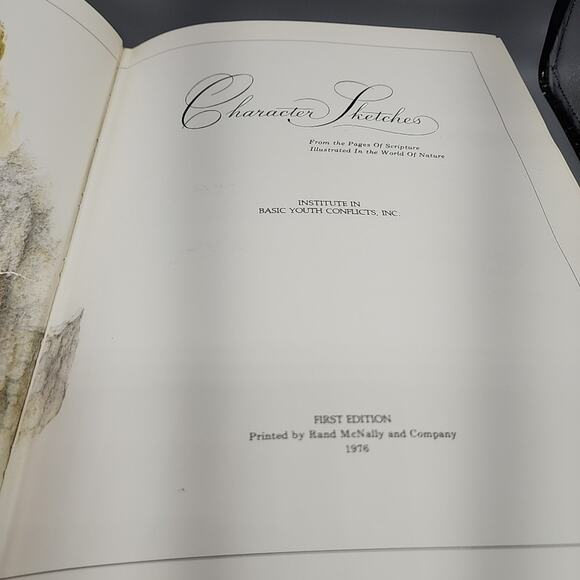 Character Sketches
From the Pages Of Scripture
Illustrated In the World Of Nature
INSTITUTE IN
BASIC YOUTH CONFLICTS, INC.
FIRST EDITION
Printed by Rand McNally and Company
1976